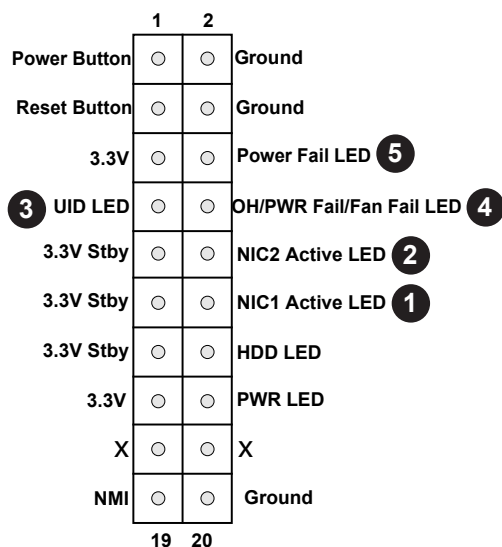 1 2
Power Button Ground
Reset Button Ground
3.3V Power Fail LED 5
3 UID LED OH/PWR Fail/Fan Fail LED 4
3.3V Stby NIC2 Active LED 2
3.3V Stby NIC1 Active LED 1
3.3V Stby HDD LED
3.3V PWR LED
X X
NMI Ground
19 20